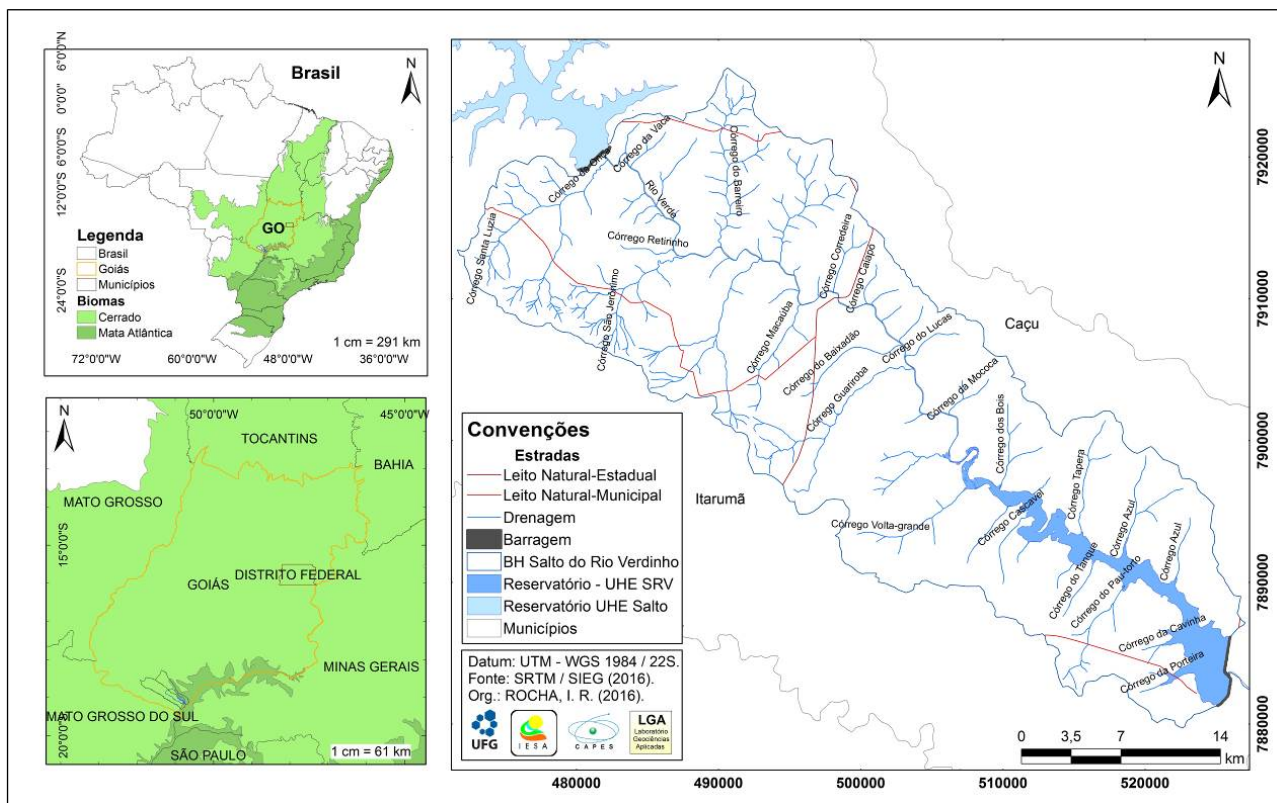 Brasil
N
6°0'0"N
0°0'0"
6°0'0"S
12°0'0"S
24°0'0"S
GO
Legenda
Brasil
Goiás
Municípios
Biomas
Cerrado
Mata Atlântica
1 cm = 291 km
72°0'0"W
60°0'0"W
48°0'0"W
36°0'0"W
N
50°0'0"W
45°0'0"W
TOCANTINS
BAHIA
MATO GROSSO
15°0'0"S
GOIÁS
DISTRITO FEDERAL
MINAS GERAIS
MATO GROSSO DO SUL
20°0'0"S
SÃO PAULO
1 cm = 61 km
N
Córrego da Vaca
Córrego do Barreiro
Rio Verde
Córrego Santa Luzia
Córrego Retirinho
Córrego São Jerônimo
Córrego Corredeira
Córrego Caiapó
Córrego Macaúba
Córrego do Baixadão
Córrego Guariroba
Córrego do Lucas
Caçu
Córrego da Mococa
Córrego dos Bois
Itarumã
Córrego Volta-grande
Córrego Cascavel
Córrego Tapera
Córrego Azul
Córrego Azul
Córrego do Tanque
Córrego do Pau-torto
Córrego da Cavinha
Córrego da Porteira
7920000
7910000
7900000
7890000
7880000
Convenções
Estradas
Leito Natural-Estadual
Leito Natural-Municipal
Drenagem
Barragem
BH Salto do Rio Verdinho
Reservatório - UHE SRV
Reservatório UHE Salto
Municípios
Datum: UTM - WGS 1984 / 22S.
Fonte: SRTM / SIEG (2016).
Org.: ROCHA, I. R. (2016).
UFG
IESA
CAPES
LGA
Laboratório
Geociências
Aplicadas
0 3,5 7 14
km
480000
490000
500000
510000
520000